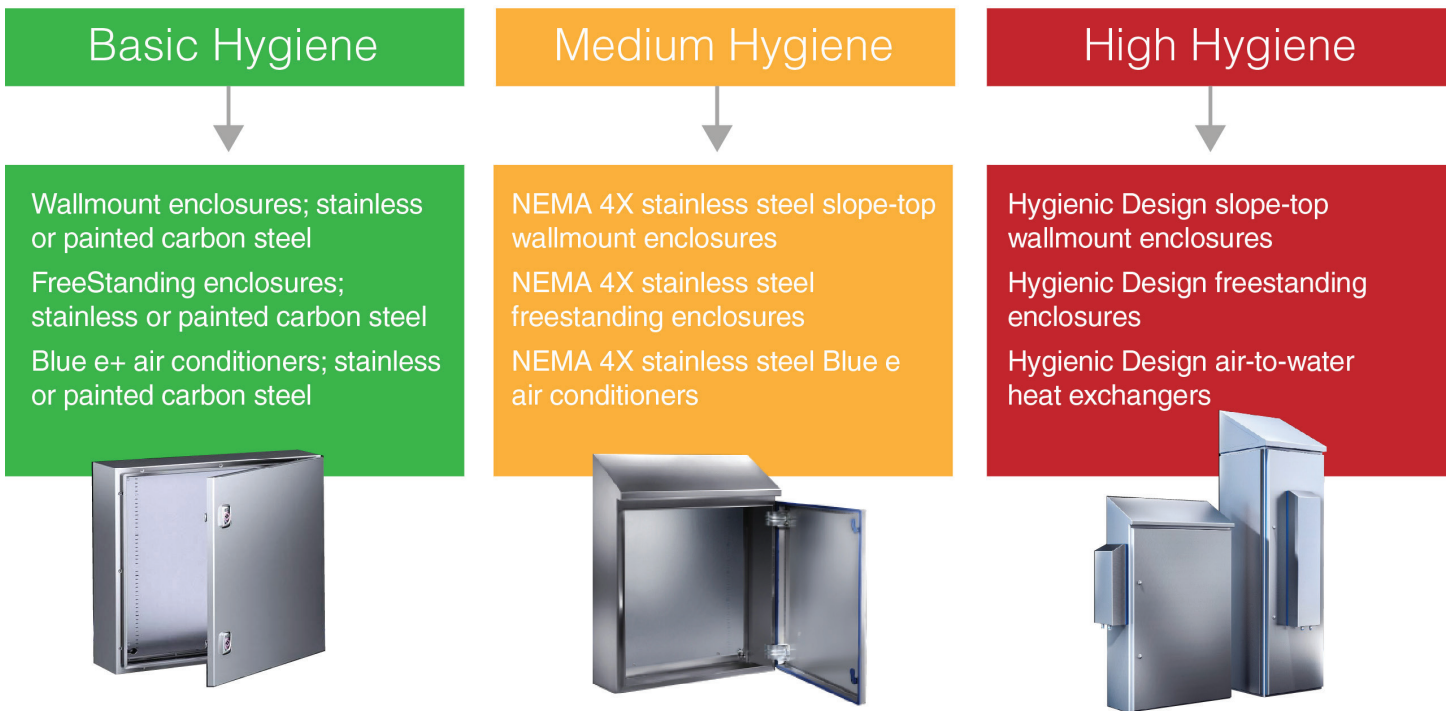 Basic Hygiene
Wallmount enclosures; stainless
or painted carbon steel
FreeStanding enclosures;
stainless or painted carbon steel
Blue e+ air conditioners; stainless
or painted carbon steel
Medium Hygiene
NEMA 4X stainless steel slope-top
wallmount enclosures
NEMA 4X stainless steel
freestanding enclosures
NEMA 4X stainless steel Blue e
air conditioners
High Hygiene
Hygienic Design slope-top
wallmount enclosures
Hygienic Design freestanding
enclosures
Hygienic Design air-to-water
heat exchangers